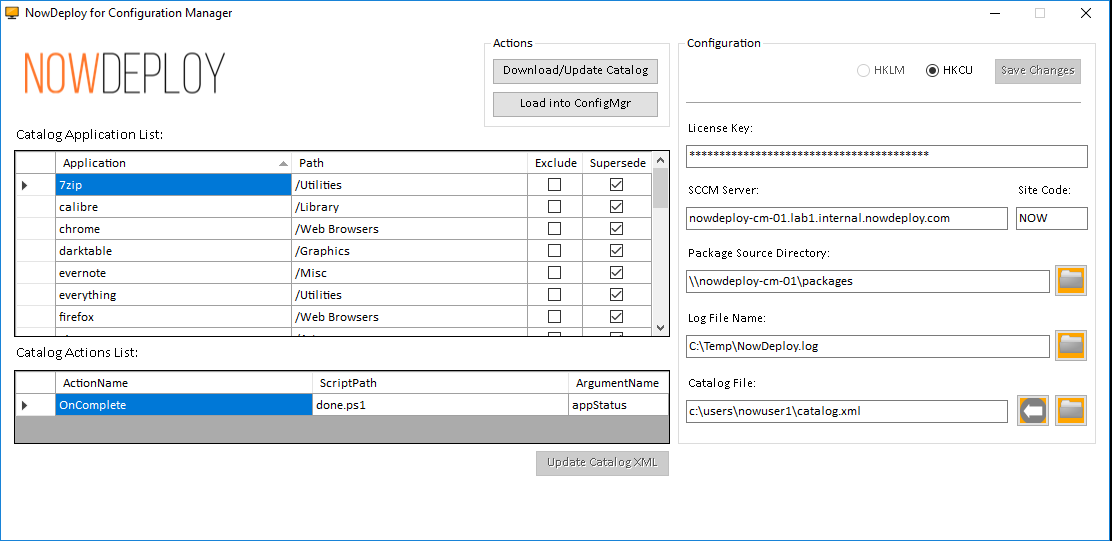 NowDeploy for Configuration Manager
NOWDEPLOY
Actions
Download/Update Catalog
Load into ConfigMgr
Catalog Application List:
Application Path Exclude Supersede
7zip /Utilities
calibre /Library
chrome /Web Browsers
darktable /Graphics
evernote /Misc
everything /Utilities
firefox /Web Browsers
Catalog Actions List:
ActionName ScriptPath ArgumentName
OnComplete done.ps1 appStatus
Update Catalog XML
Configuration
HKLM HKCU Save Changes
License Key:
****************************************
SCCM Server: Site Code:
nowdeploy-cm-01.lab1.internal.nowdeploy.com NOW
Package Source Directory:
\\nowdeploy-cm-01\packages
Log File Name:
C:\Temp\NowDeploy.log
Catalog File:
c:\users\nowuser1\catalog.xml